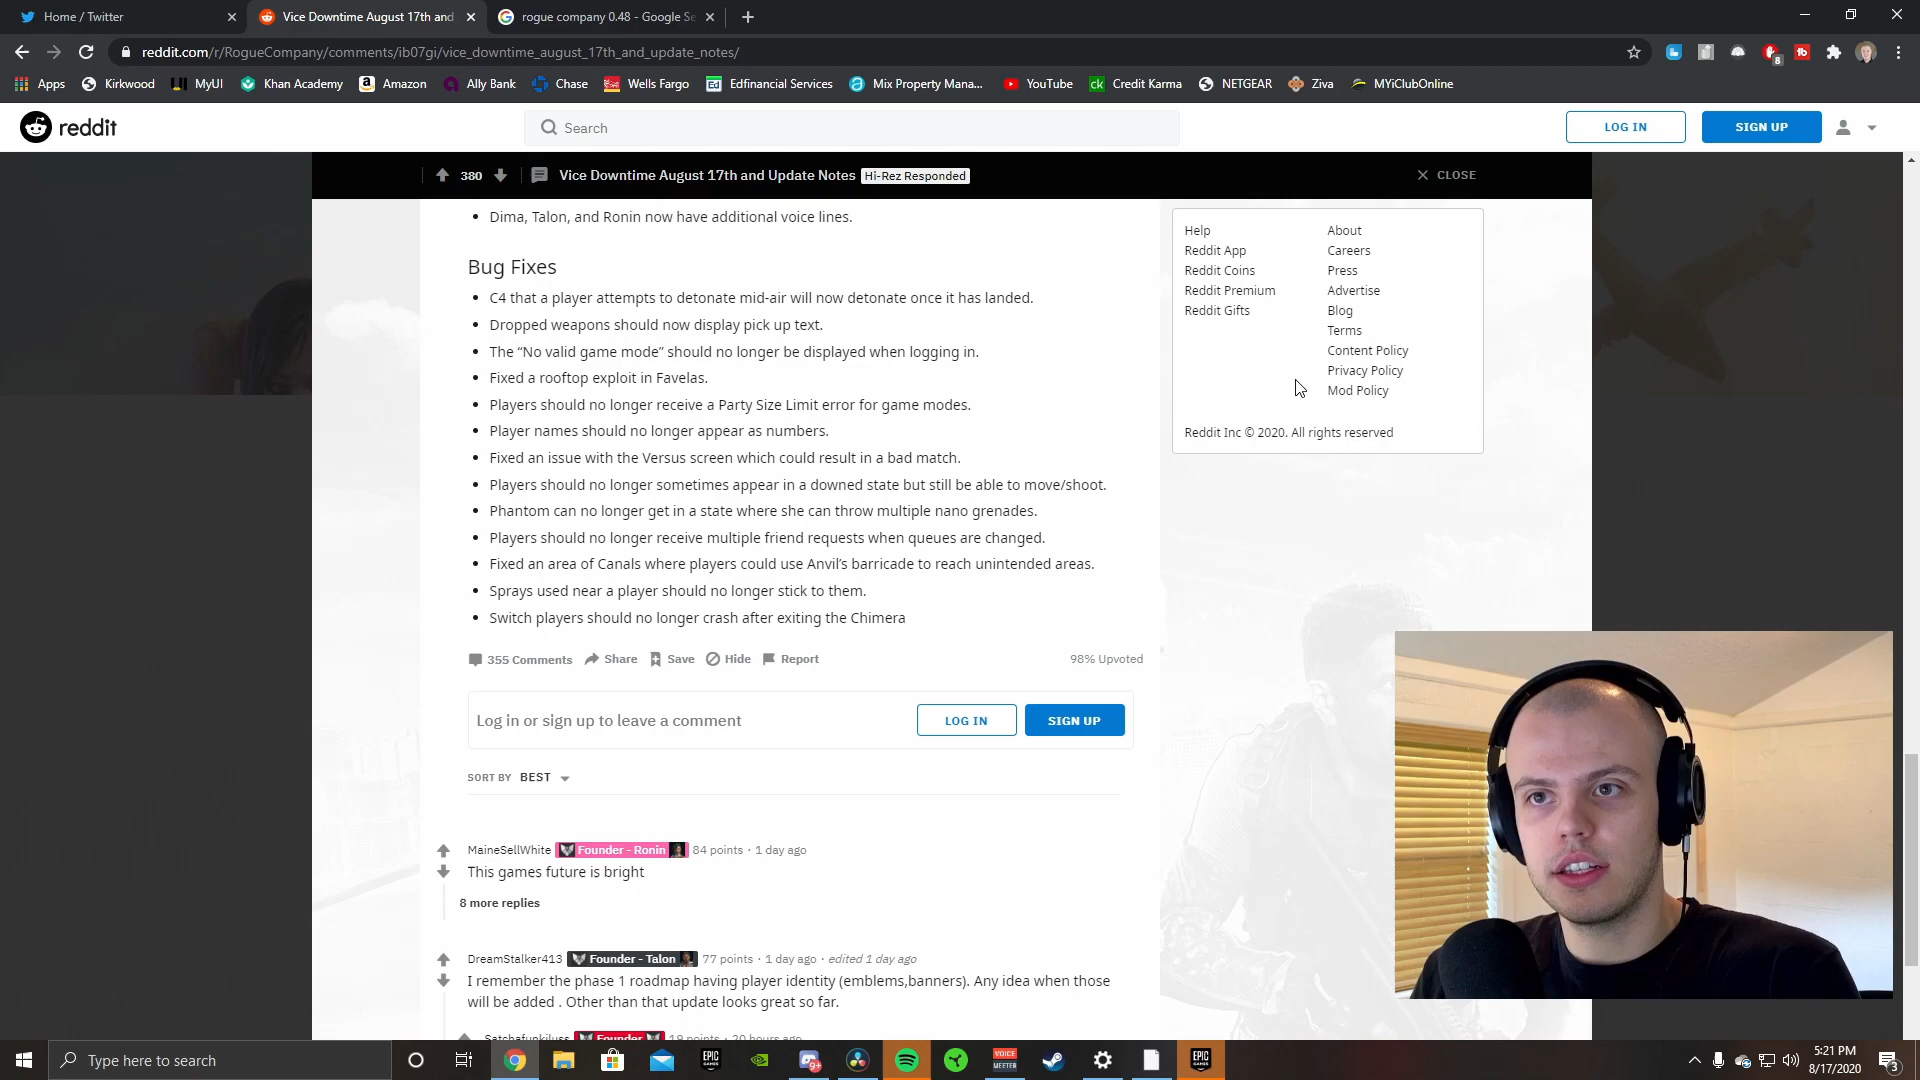 Home / Twitter
Vice Downtime August 17th and
rogue company 0.48 - Google Se
reddit.com/r/RogueCompany/comments/ib07gi/vice_downtime_august_17th_and_update_notes/
8
Apps Kirkwood MyUI Khan Academy Amazon Ally Bank Chase Wells Fargo Edfinancial Services Mix Property Mana... YouTube Credit Karma NETGEAR Ziva MYiClubOnline
reddit Search LOG IN SIGN UP
380 Vice Downtime August 17th and Update Notes Hi-Rez Responded CLOSE
• Dima, Talon, and Ronin now have additional voice lines.
Bug Fixes
• C4 that a player attempts to detonate mid-air will now detonate once it has landed.
• Dropped weapons should now display pick up text.
• The “No valid game mode” should no longer be displayed when logging in.
• Fixed a rooftop exploit in Favelas.
• Players should no longer receive a Party Size Limit error for game modes.
• Player names should no longer appear as numbers.
• Fixed an issue with the Versus screen which could result in a bad match.
• Players should no longer sometimes appear in a downed state but still be able to move/shoot.
• Phantom can no longer get in a state where she can throw multiple nano grenades.
• Players should no longer receive multiple friend requests when queues are changed.
• Fixed an area of Canals where players could use Anvil’s barricade to reach unintended areas.
• Sprays used near a player should no longer stick to them.
• Switch players should no longer crash after exiting the Chimera
355 Comments Share Save Hide Report 98% Upvoted
Log in or sign up to leave a comment LOG IN SIGN UP
SORT BY BEST
MaineSellWhite Founder - Ronin 84 points · 1 day ago
This games future is bright
8 more replies
DreamStalker413 Founder - Talon 77 points · 1 day ago · edited 1 day ago
I remember the phase 1 roadmap having player identity (emblems,banners). Any idea when those
will be added . Other than that update looks great so far.
Satchafunkiluss Founder 19 points · 20 hours ago
Help
Reddit App
Reddit Coins
Reddit Premium
Reddit Gifts
About
Careers
Press
Advertise
Blog
Terms
Content Policy
Privacy Policy
Mod Policy
Reddit Inc © 2020. All rights reserved
Type here to search
EPIC GAMES
9+
VOICE MEETER
EPIC GAMES
5:21 PM
8/17/2020
3